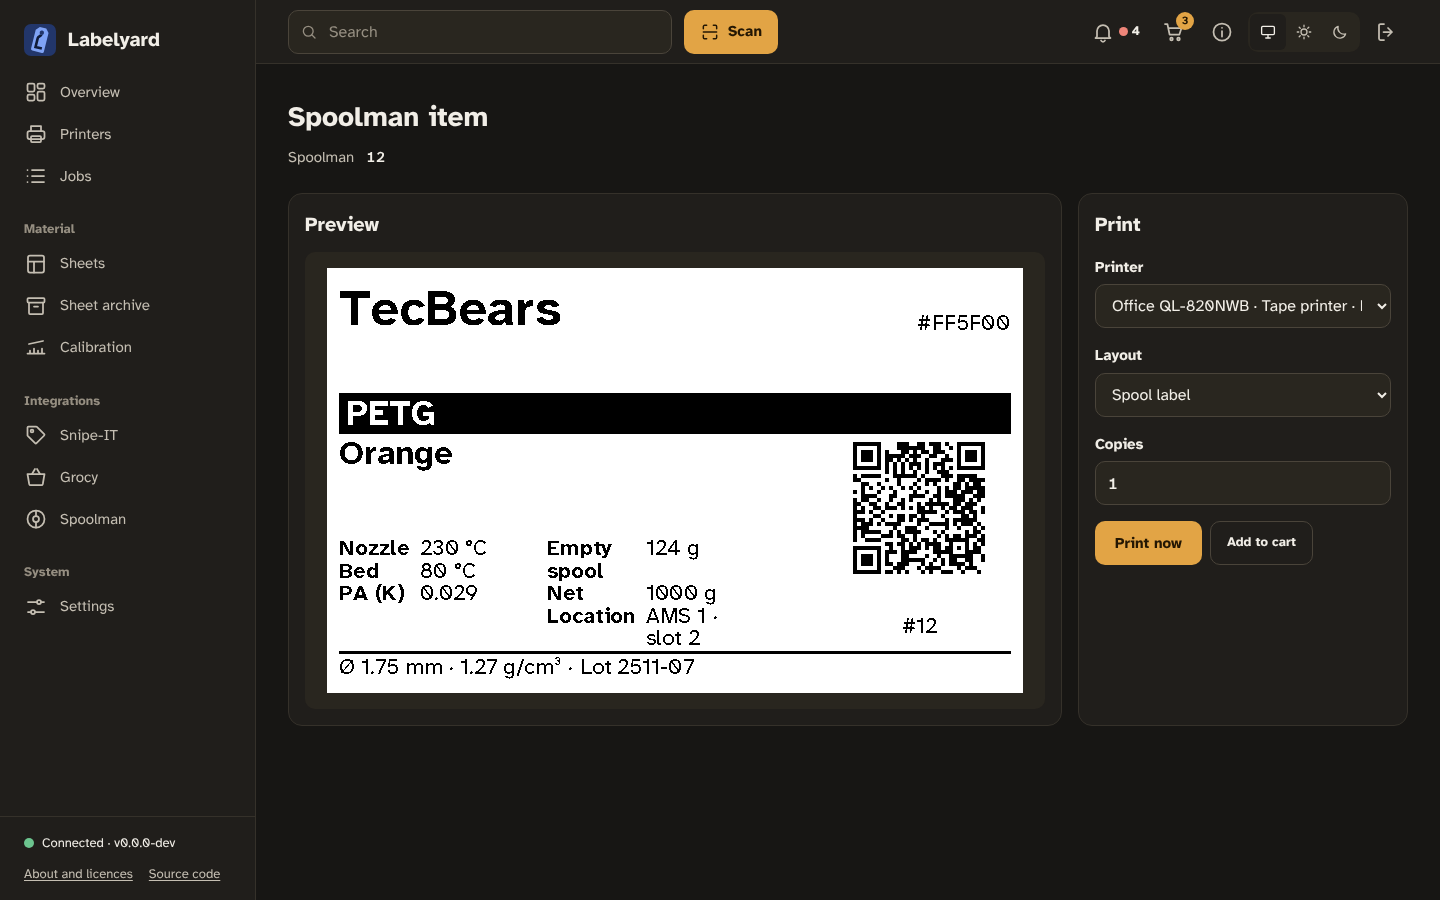 Labelyard
Overview
Printers
Jobs
Material
Sheets
Sheet archive
Calibration
Integrations
Snipe-IT
Grocy
Spoolman
System
Settings
Connected · v0.0.0-dev
About and licences Source code
Search
Scan
4
3
Spoolman item
Spoolman 12
Preview
TecBears
#FF5F00
PETG
Orange
Nozzle 230 °C
Bed 80 °C
PA (K) 0.029
Empty spool 124 g
Net 1000 g
Location AMS 1 ·
slot 2
#12
Ø 1.75 mm · 1.27 g/cm³ · Lot 2511-07
Print
Printer
Office QL-820NWB · Tape printer ·
Layout
Spool label
Copies
1
Print now
Add to cart